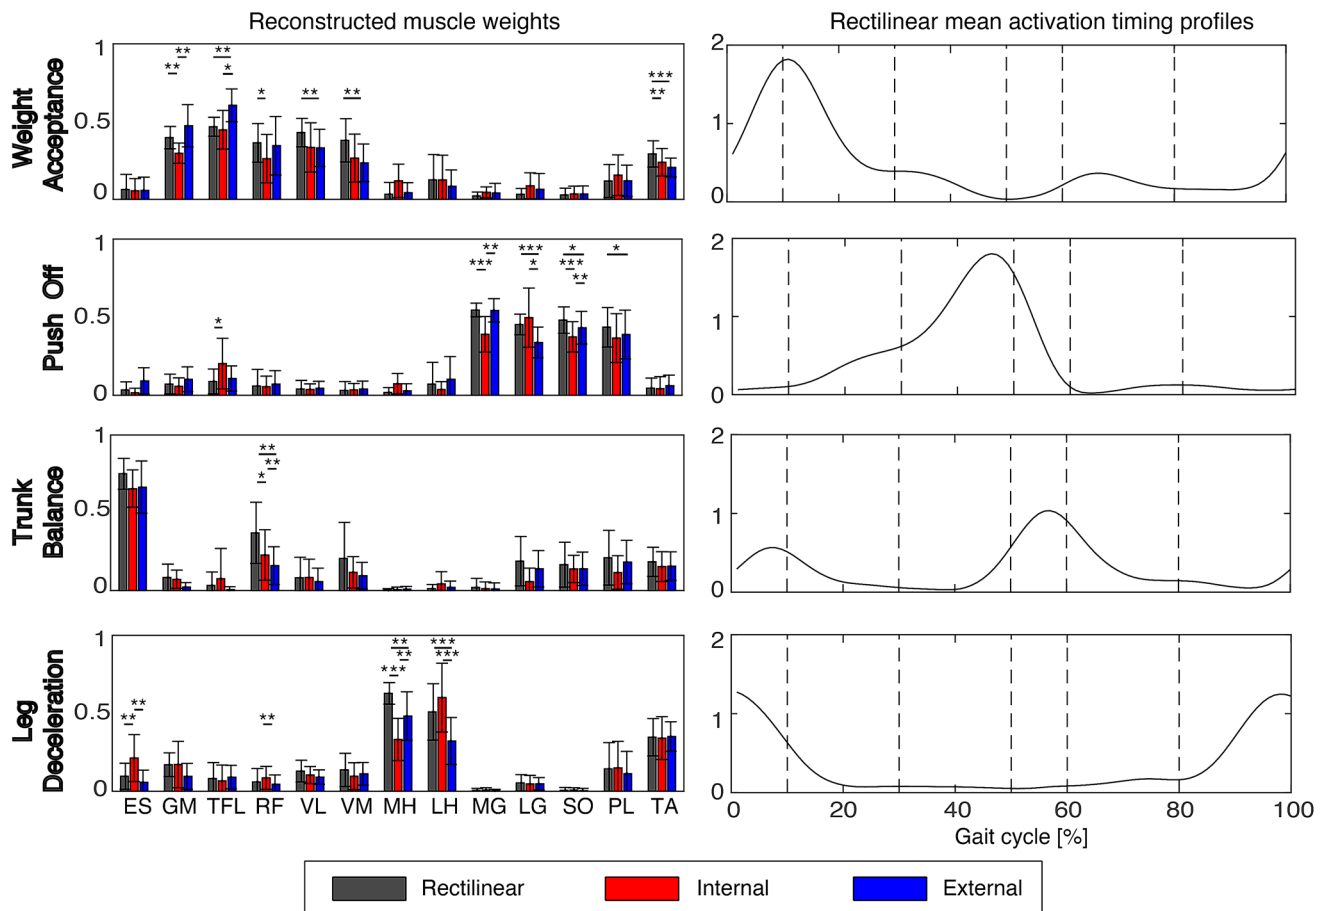 Reconstructed muscle weights
Rectilinear mean activation timing profiles
Weight
Acceptance
1
0.5
0
** ** ** * * ** ** *** **
2
1
0
Push Off
1
0.5
0
* *** ** *** * * *** ** *
2
1
0
Trunk
Balance
1
0.5
0
** ** *
2
1
0
Leg
Deceleration
1
0.5
0
** ** ** ** ** *** *** ***
2
1
0
ES GM TFL RF VL VM MH LH MG LG SO PL TA
0 20 40 60 80 100
Gait cycle [%]
Rectilinear Internal External